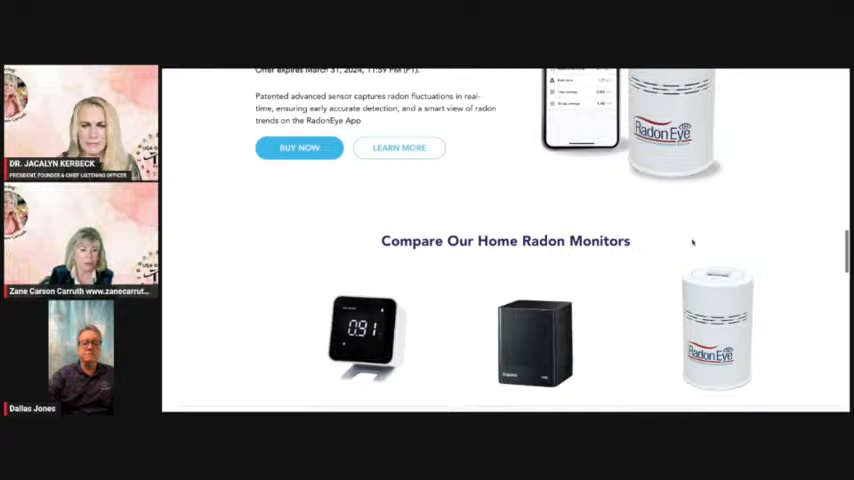 DR. JACALYN KERBECK
PRESIDENT, FOUNDER & CHIEF LISTENING OFFICER
Zane Carson Carruth www.zanecarrut...
Dallas Jones
Offer expires March 31, 2024, 11:59 PM (PT).
Patented advanced sensor captures radon fluctuations in real-
time, ensuring early accurate detection, and a smart view of radon
trends on the RadonEye App
BUY NOW
LEARN MORE
RadonEye
Compare Our Home Radon Monitors
0.91
RadonEye